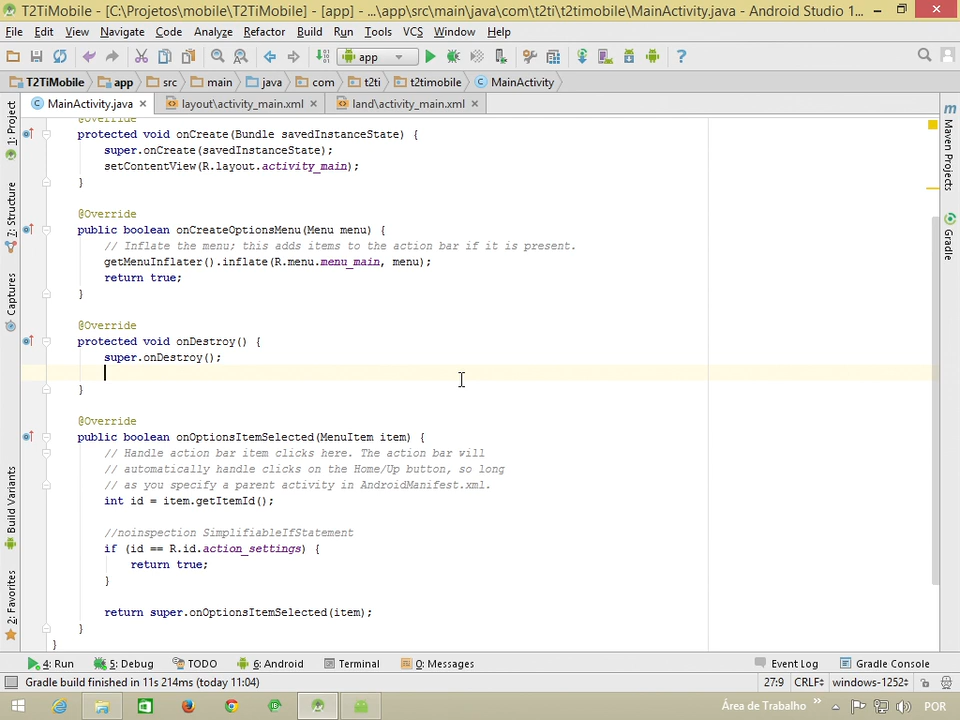 T2TiMobile - [C:\Projetos\mobile\T2TiMobile] - [app] - ...\app\src\main\java\com\t2ti\t2timobile\MainActivity.java - Android Studio 1...
File Edit View Navigate Code Analyze Refactor Build Run Tools VCS Window Help
app
T2TiMobile app src main java com t2ti t2timobile MainActivity
MainActivity.java layout\activity_main.xml land\activity_main.xml
1: Project
7: Structure
Captures
Build Variants
2: Favorites
@Override
protected void onCreate(Bundle savedInstanceState) {
super.onCreate(savedInstanceState);
setContentView(R.layout.activity_main);
}
@Override
public boolean onCreateOptionsMenu(Menu menu) {
// Inflate the menu; this adds items to the action bar if it is present.
getMenuInflater().inflate(R.menu.menu_main, menu);
return true;
}
@Override
protected void onDestroy() {
super.onDestroy();
}
@Override
public boolean onOptionsItemSelected(MenuItem item) {
// Handle action bar item clicks here. The action bar will
// automatically handle clicks on the Home/Up button, so long
// as you specify a parent activity in AndroidManifest.xml.
int id = item.getItemId();
//noinspection SimplifiableIfStatement
if (id == R.id.action_settings) {
return true;
}
return super.onOptionsItemSelected(item);
}
}
Maven Projects
Gradle
4: Run 5: Debug TODO 6: Android Terminal 0: Messages Event Log Gradle Console
Gradle build finished in 11s 214ms (today 11:04) 27:9 CRLF windows-1252
Área de Trabalho POR